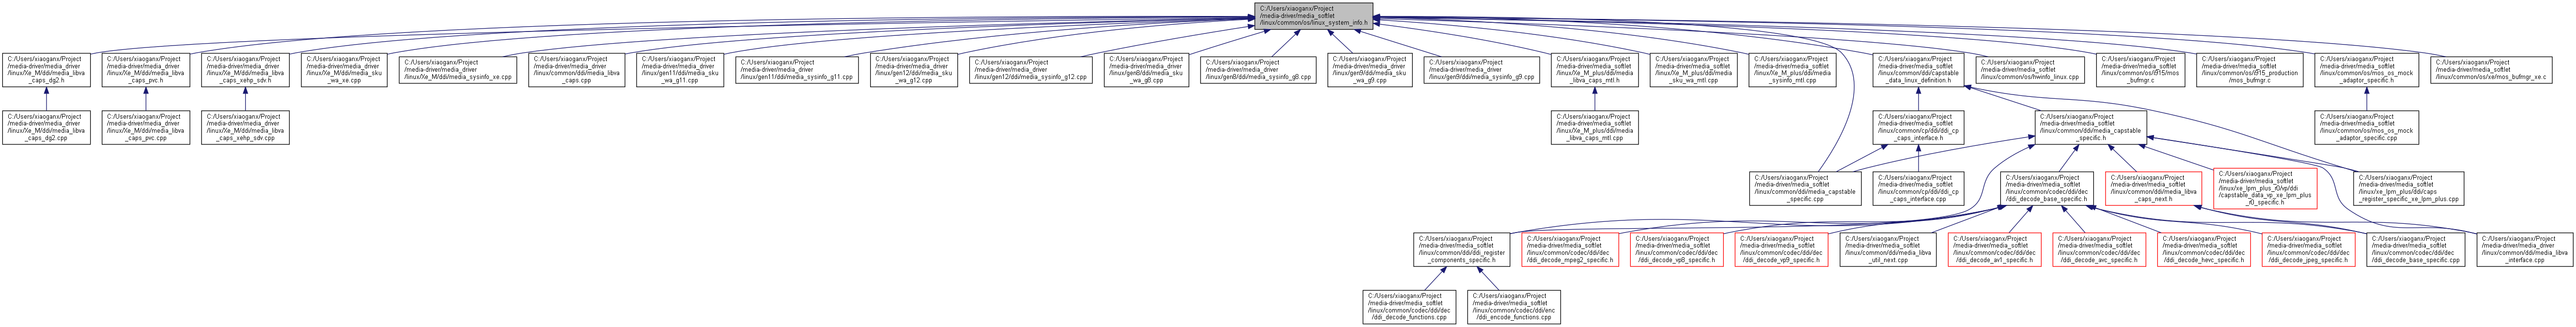 C:/Users/xiaoganx/Project
/media-driver/media_softlet
/linux/common/os/linux_system_info.h
C:/Users/xiaoganx/Project
/media-driver/media_driver
/linux/Xe_M/ddi/media_libva
_caps_dg2.h
C:/Users/xiaoganx/Project
/media-driver/media_driver
/linux/Xe_M/ddi/media_libva
_caps_pvc.h
C:/Users/xiaoganx/Project
/media-driver/media_driver
/linux/Xe_M/ddi/media_libva
_caps_xehp_sdv.h
C:/Users/xiaoganx/Project
/media-driver/media_driver
/linux/Xe_M/ddi/media_sku
_wa_xe.cpp
C:/Users/xiaoganx/Project
/media-driver/media_driver
/linux/Xe_M/ddi/media_sysinfo_xe.cpp
C:/Users/xiaoganx/Project
/media-driver/media_driver
/linux/common/ddi/media_libva
_caps.cpp
C:/Users/xiaoganx/Project
/media-driver/media_driver
/linux/gen11/ddi/media_sku
_wa_g11.cpp
C:/Users/xiaoganx/Project
/media-driver/media_driver
/linux/gen11/ddi/media_sysinfo_g11.cpp
C:/Users/xiaoganx/Project
/media-driver/media_driver
/linux/gen12/ddi/media_sku
_wa_g12.cpp
C:/Users/xiaoganx/Project
/media-driver/media_driver
/linux/gen12/ddi/media_sysinfo_g12.cpp
C:/Users/xiaoganx/Project
/media-driver/media_driver
/linux/gen8/ddi/media_sku
_wa_g8.cpp
C:/Users/xiaoganx/Project
/media-driver/media_driver
/linux/gen8/ddi/media_sysinfo_g8.cpp
C:/Users/xiaoganx/Project
/media-driver/media_driver
/linux/gen9/ddi/media_sku
_wa_g9.cpp
C:/Users/xiaoganx/Project
/media-driver/media_driver
/linux/gen9/ddi/media_sysinfo_g9.cpp
C:/Users/xiaoganx/Project
/media-driver/media_softlet
/linux/Xe_M_plus/ddi/media
_libva_caps_mtl.h
C:/Users/xiaoganx/Project
/media-driver/media_softlet
/linux/Xe_M_plus/ddi/media
_sku_wa_mtl.cpp
C:/Users/xiaoganx/Project
/media-driver/media_softlet
/linux/Xe_M_plus/ddi/media
_sysinfo_mtl.cpp
C:/Users/xiaoganx/Project
/media-driver/media_softlet
/linux/common/ddi/capstable
_data_linux_definition.h
C:/Users/xiaoganx/Project
/media-driver/media_softlet
/linux/common/os/hwinfo_linux.cpp
C:/Users/xiaoganx/Project
/media-driver/media_softlet
/linux/common/os/i915/mos
_bufmgr.c
C:/Users/xiaoganx/Project
/media-driver/media_softlet
/linux/common/os/i915_production
/mos_bufmgr.c
C:/Users/xiaoganx/Project
/media-driver/media_softlet
/linux/common/os/mos_os_mock
_adaptor_specific.h
C:/Users/xiaoganx/Project
/media-driver/media_softlet
/linux/common/os/xe/mos_bufmgr_xe.c
C:/Users/xiaoganx/Project
/media-driver/media_driver
/linux/Xe_M/ddi/media_libva
_caps_dg2.cpp
C:/Users/xiaoganx/Project
/media-driver/media_driver
/linux/Xe_M/ddi/media_libva
_caps_pvc.cpp
C:/Users/xiaoganx/Project
/media-driver/media_driver
/linux/Xe_M/ddi/media_libva
_caps_xehp_sdv.cpp
C:/Users/xiaoganx/Project
/media-driver/media_softlet
/linux/Xe_M_plus/ddi/media
_libva_caps_mtl.cpp
C:/Users/xiaoganx/Project
/media-driver/media_softlet
/linux/common/cp/ddi/ddi_cp
_caps_interface.h
C:/Users/xiaoganx/Project
/media-driver/media_softlet
/linux/common/ddi/media_capstable
_specific.h
C:/Users/xiaoganx/Project
/media-driver/media_softlet
/linux/common/os/mos_os_mock
_adaptor_specific.cpp
C:/Users/xiaoganx/Project
/media-driver/media_softlet
/linux/common/ddi/media_capstable
_specific.cpp
C:/Users/xiaoganx/Project
/media-driver/media_softlet
/linux/common/cp/ddi/ddi_cp
_caps_interface.cpp
C:/Users/xiaoganx/Project
/media-driver/media_softlet
/linux/common/codec/ddi/dec
/ddi_decode_base_specific.h
C:/Users/xiaoganx/Project
/media-driver/media_softlet
/linux/common/ddi/media_libva
_caps_next.h
C:/Users/xiaoganx/Project
/media-driver/media_softlet
/linux/xe_lpm_plus_r0/vp/ddi
/capstable_data_vp_xe_lpm_plus
_r0_specific.h
C:/Users/xiaoganx/Project
/media-driver/media_softlet
/linux/xe_lpm_plus/ddi/caps
_register_specific_xe_lpm_plus.cpp
C:/Users/xiaoganx/Project
/media-driver/media_softlet
/linux/common/ddi/ddi_register
_components_specific.h
C:/Users/xiaoganx/Project
/media-driver/media_softlet
/linux/common/codec/ddi/dec
/ddi_decode_mpeg2_specific.h
C:/Users/xiaoganx/Project
/media-driver/media_softlet
/linux/common/codec/ddi/dec
/ddi_decode_vp8_specific.h
C:/Users/xiaoganx/Project
/media-driver/media_softlet
/linux/common/codec/ddi/dec
/ddi_decode_vp9_specific.h
C:/Users/xiaoganx/Project
/media-driver/media_softlet
/linux/common/ddi/media_libva
_util_next.cpp
C:/Users/xiaoganx/Project
/media-driver/media_softlet
/linux/common/codec/ddi/dec
/ddi_decode_av1_specific.h
C:/Users/xiaoganx/Project
/media-driver/media_softlet
/linux/common/codec/ddi/dec
/ddi_decode_avc_specific.h
C:/Users/xiaoganx/Project
/media-driver/media_softlet
/linux/common/codec/ddi/dec
/ddi_decode_hevc_specific.h
C:/Users/xiaoganx/Project
/media-driver/media_softlet
/linux/common/codec/ddi/dec
/ddi_decode_jpeg_specific.h
C:/Users/xiaoganx/Project
/media-driver/media_softlet
/linux/common/codec/ddi/dec
/ddi_decode_base_specific.cpp
C:/Users/xiaoganx/Project
/media-driver/media_driver
/linux/common/ddi/media_libva
_interface.cpp
C:/Users/xiaoganx/Project
/media-driver/media_softlet
/linux/common/codec/ddi/dec
/ddi_decode_functions.cpp
C:/Users/xiaoganx/Project
/media-driver/media_softlet
/linux/common/codec/ddi/enc
/ddi_encode_functions.cpp